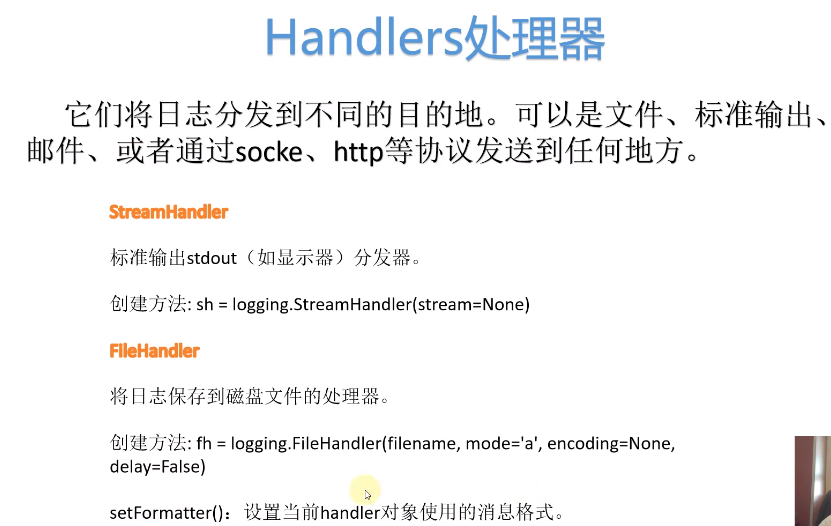 Handlers处理器
它们将日志分发到不同的目的地。可以是文件、标准输出、
邮件、或者通过socke、http等协议发送到任何地方。
StreamHandler
标准输出stdout（如显示器）分发器。
创建方法: sh = logging.StreamHandler(stream=None)
FileHandler
将日志保存到磁盘文件的处理器。
创建方法: fh = logging.FileHandler(filename, mode='a', encoding=None,
delay=False)
setFormatter()：设置当前handler对象使用的消息格式。